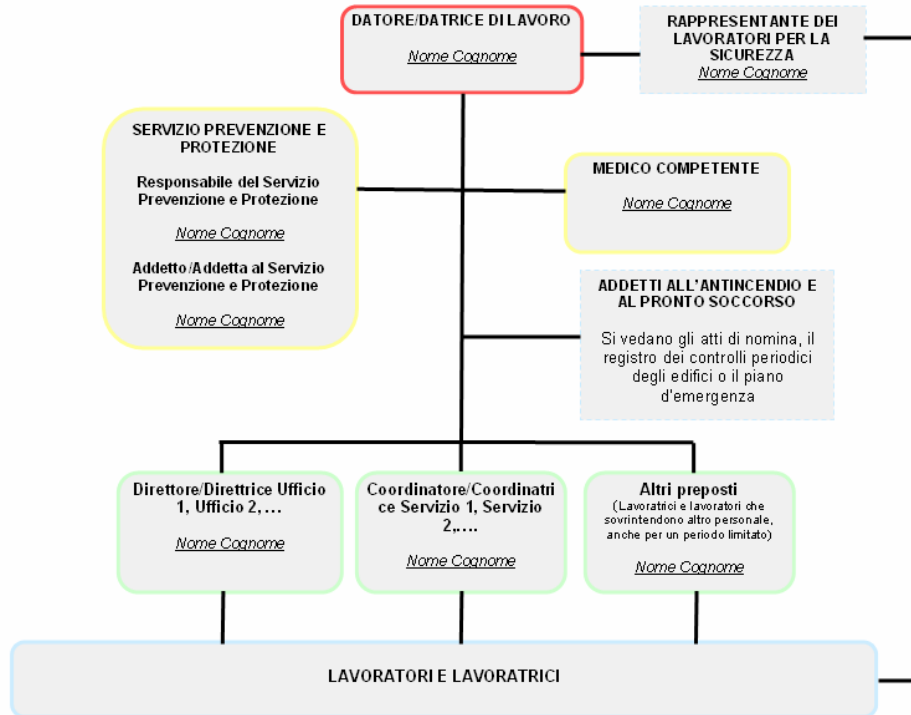 DATORE/DATRICE DI LAVORO
Nome Cognome
RAPPRESENTANTE DEI
LAVORATORI PER LA
SICUREZZA
Nome Cognome
SERVIZIO PREVENZIONE E
PROTEZIONE
Responsabile del Servizio
Prevenzione e Protezione
Nome Cognome
Addetto/Addetta al Servizio
Prevenzione e Protezione
Nome Cognome
MEDICO COMPETENTE
Nome Cognome
ADDETTI ALL'ANTINCENDIO E
AL PRONTO SOCCORSO
Si vedano gli atti di nomina, il
registro dei controlli periodici
degli edifici o il piano
d'emergenza
Direttore/Direttrice Ufficio
1, Ufficio 2,...
Nome Cognome
Coordinatore/Coordinatri
ce Servizio 1, Servizio
2,....
Nome Cognome
Altri preposti
(Lavoratrici e lavoratori che
sovrintendono altro personale,
anche per un periodo limitato)
Nome Cognome
LAVORATORI E LAVORATRICI